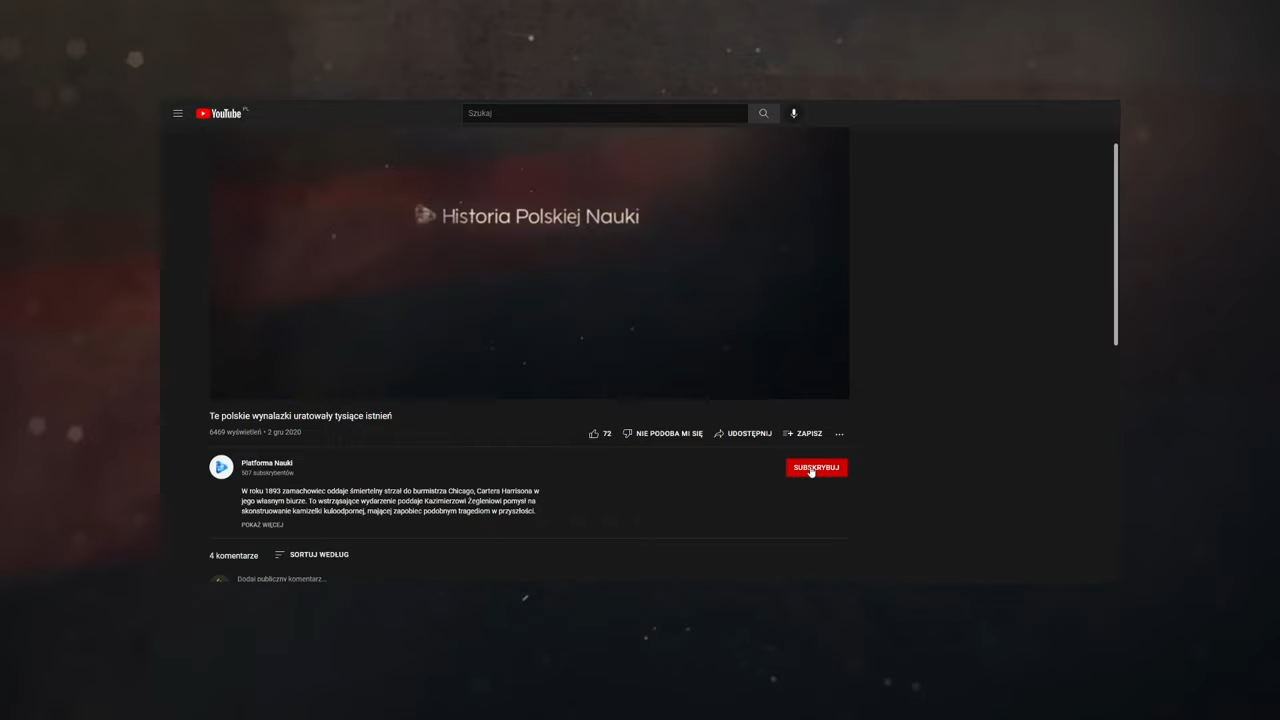 YouTube PL
Szukaj
Historia Polskiej Nauki
Te polskie wynalazki uratowały tysiące istnień
6469 wyświetleń • 2 gru 2020
72 NIE PODOBA MI SIĘ UDOSTĘPNIJ ZAPISZ ...
Platforma Nauki
507 subskrybentów
SUBSKRYBUJ
W roku 1893 zamachowiec oddaje śmiertelny strzał do burmistrza Chicago, Cartera Harrisona w
jego własnym biurze. To wstrząsające wydarzenie poddaje Kazimierzowi Żegleniowi pomysł na
skonstruowanie kamizelki kuloodpornej, mającej zapobiec podobnym tragediom w przyszłości.
POKAŻ WIĘCEJ
4 komentarze SORTUJ WEDŁUG
Dodaj publiczny komentarz...